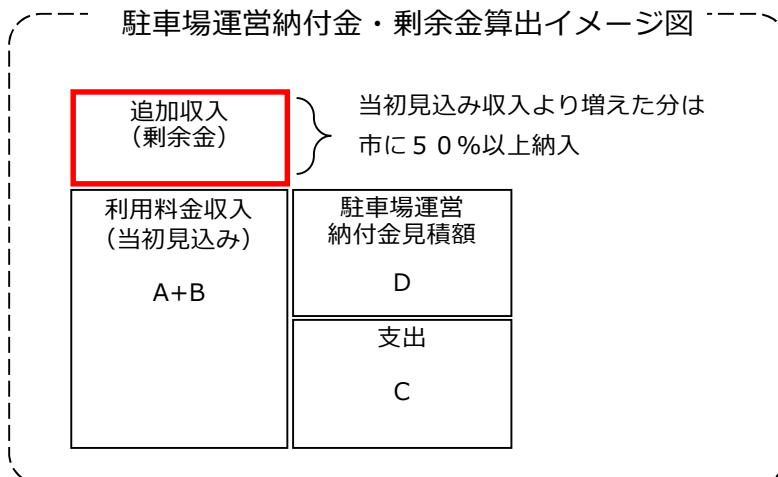 駐車場運営納付金・剰余金算出イメージ図
追加収入
（剰余金）
当初見込み収入より増えた分は
市に５０％以上納入
利用料金収入
（当初見込み）
A+B
駐車場運営
納付金見積額
D
支出
C